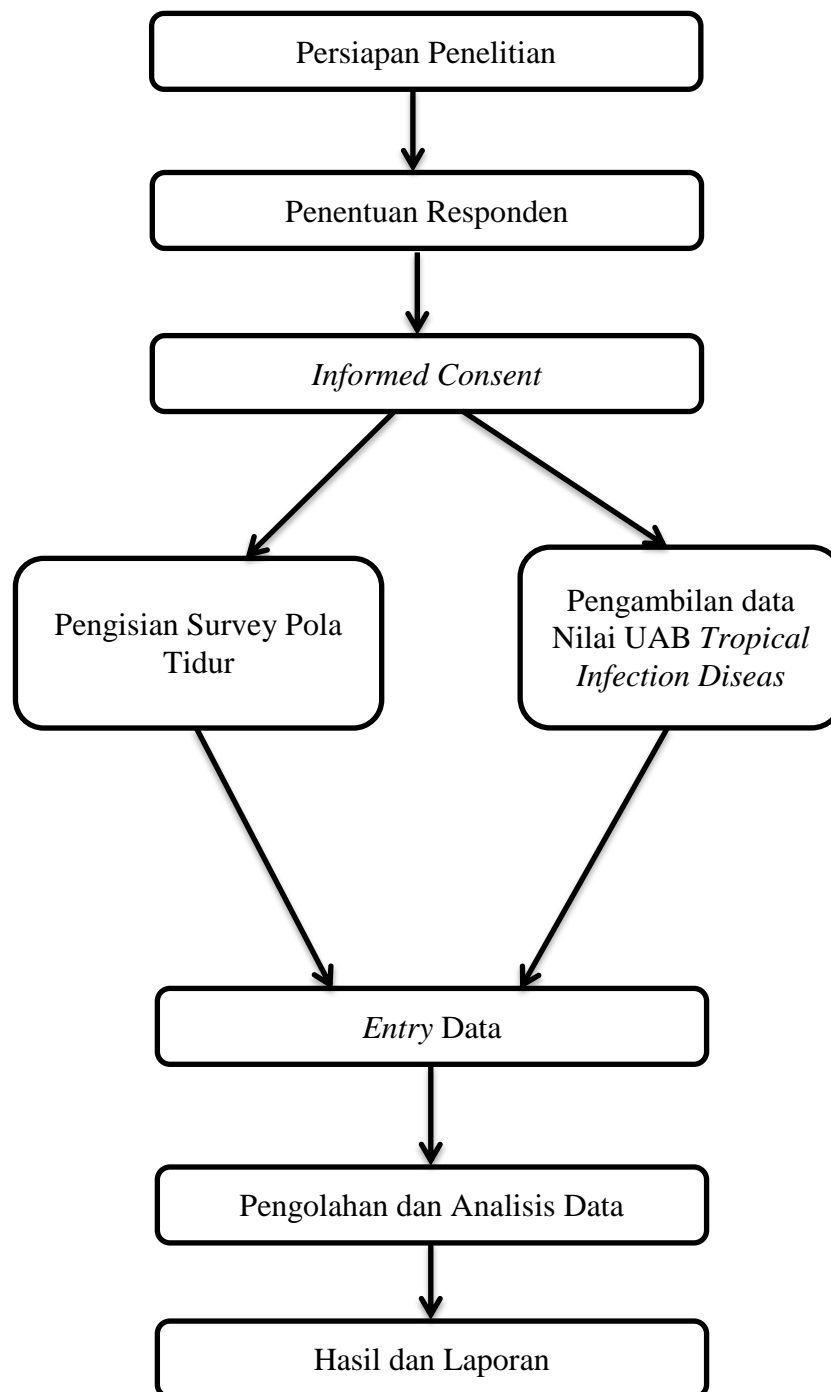 Persiapan Penelitian
Penentuan Responden
Informed Consent
Pengisian Survey Pola
Tidur
Pengambilan data
Nilai UAB Tropical
Infection Diseas
Entry Data
Pengolahan dan Analisis Data
Hasil dan Laporan